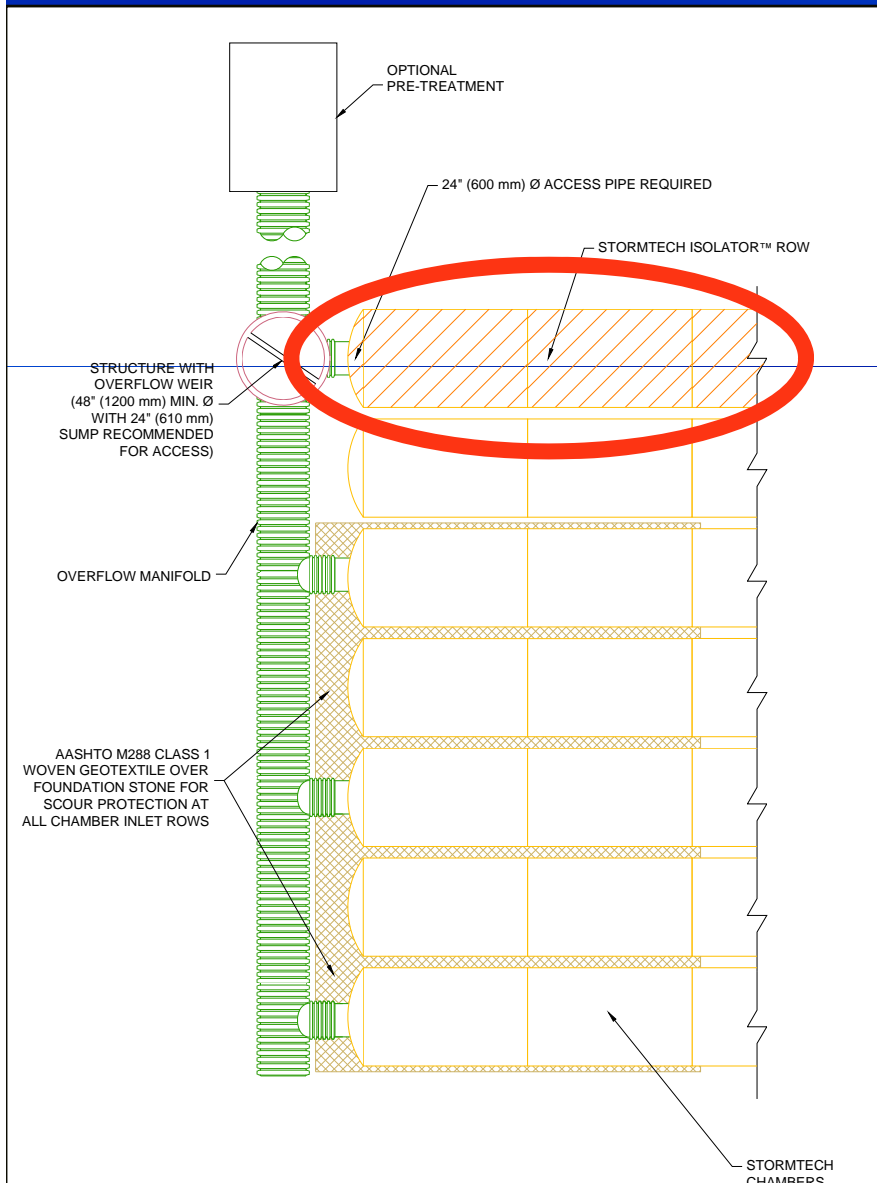 OPTIONAL
PRE-TREATMENT
24" (600 mm) Ø ACCESS PIPE REQUIRED
STORMTECH ISOLATOR™ ROW
STRUCTURE WITH
OVERFLOW WEIR
(48" (1200 mm) MIN. Ø
WITH 24" (610 mm)
SUMP RECOMMENDED
FOR ACCESS)
OVERFLOW MANIFOLD
AASHTO M288 CLASS 1
WOVEN GEOTEXTILE OVER
FOUNDATION STONE FOR
SCOUR PROTECTION AT
ALL CHAMBER INLET ROWS
STORMTECH
CHAMBERS